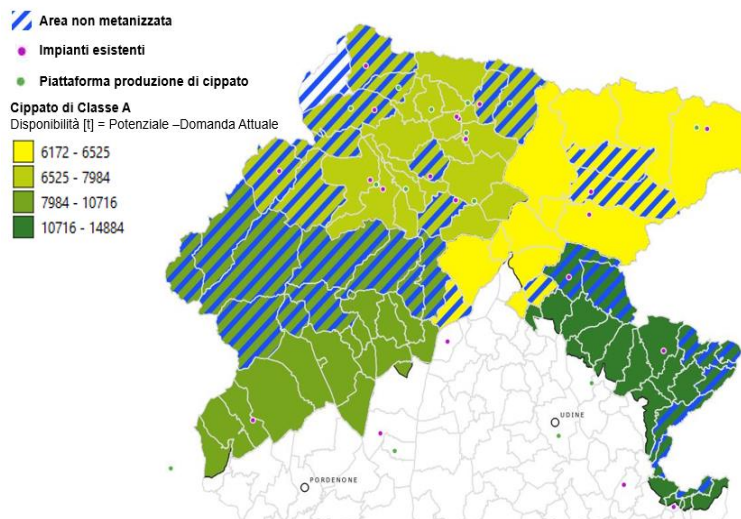 Area non metanizzata
Impianti esistenti
Piattaforma produzione di cippato
Cippato di Classe A
Disponibilità [t] = Potenziale –Domanda Attuale
6172 - 6525
6525 - 7984
7984 - 10716
10716 - 14884
UDINE
PORDENONE